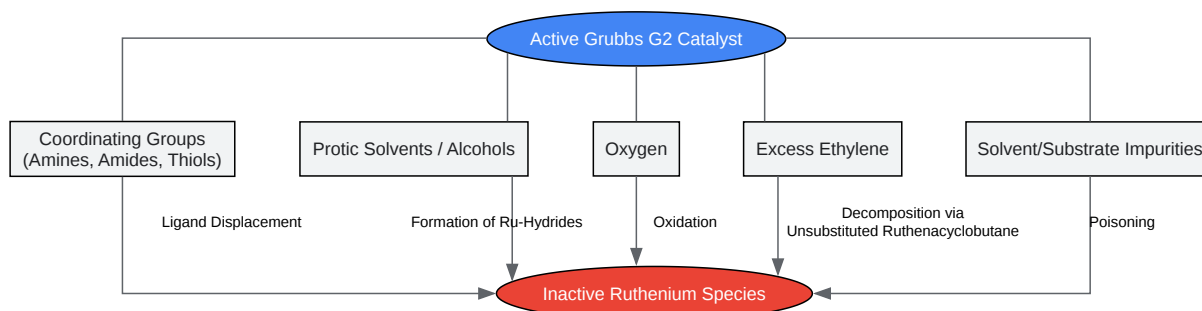 Active Grubbs G2 Catalyst
Coordinating Groups
(Amines, Amides, Thiols)
Protic Solvents / Alcohols
Oxygen
Excess Ethylene
Solvent/Substrate Impurities
Ligand Displacement
Formation of Ru-Hydrides
Oxidation
Decomposition via
Unsubstituted Ruthenacyclobutane
Poisoning
Inactive Ruthenium Species